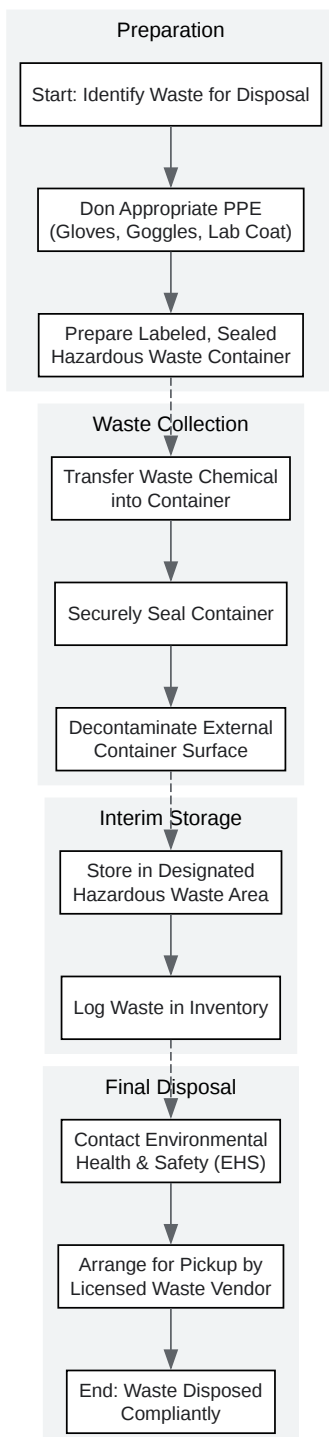 Preparation
Start: Identify Waste for Disposal
Don Appropriate PPE
(Gloves, Goggles, Lab Coat)
Prepare Labeled, Sealed
Hazardous Waste Container
Waste Collection
Transfer Waste Chemical
into Container
Securely Seal Container
Decontaminate External
Container Surface
Interim Storage
Store in Designated
Hazardous Waste Area
Log Waste in Inventory
Final Disposal
Contact Environmental
Health & Safety (EHS)
Arrange for Pickup by
Licensed Waste Vendor
End: Waste Disposed
Compliantly